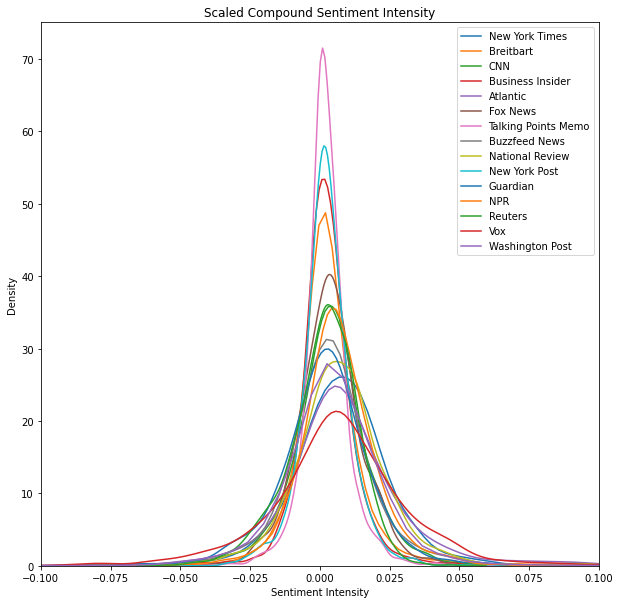 Scaled Compound Sentiment Intensity
New York Times
Breitbart
CNN
Business Insider
Atlantic
Fox News
Talking Points Memo
Buzzfeed News
National Review
New York Post
Guardian
NPR
Reuters
Vox
Washington Post
Density
70
60
50
40
30
20
10
0
−0.100
−0.075
−0.050
−0.025
0.000
0.025
0.050
0.075
0.100
Sentiment Intensity